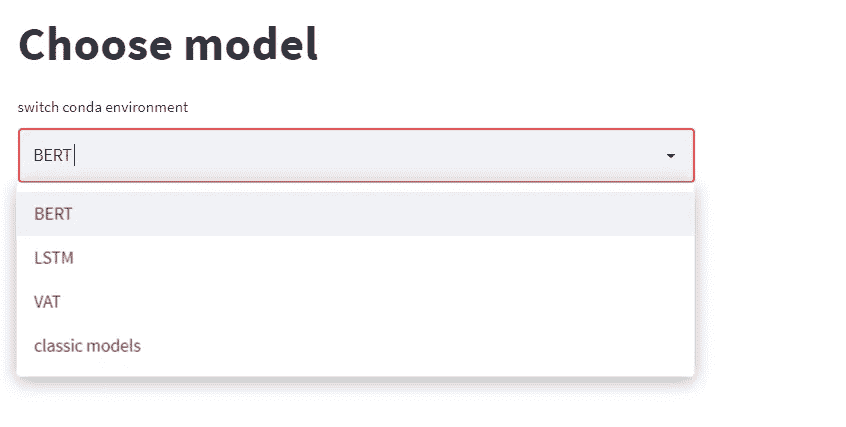 Choose model
switch conda environment
BERT
BERT
LSTM
VAT
classic models